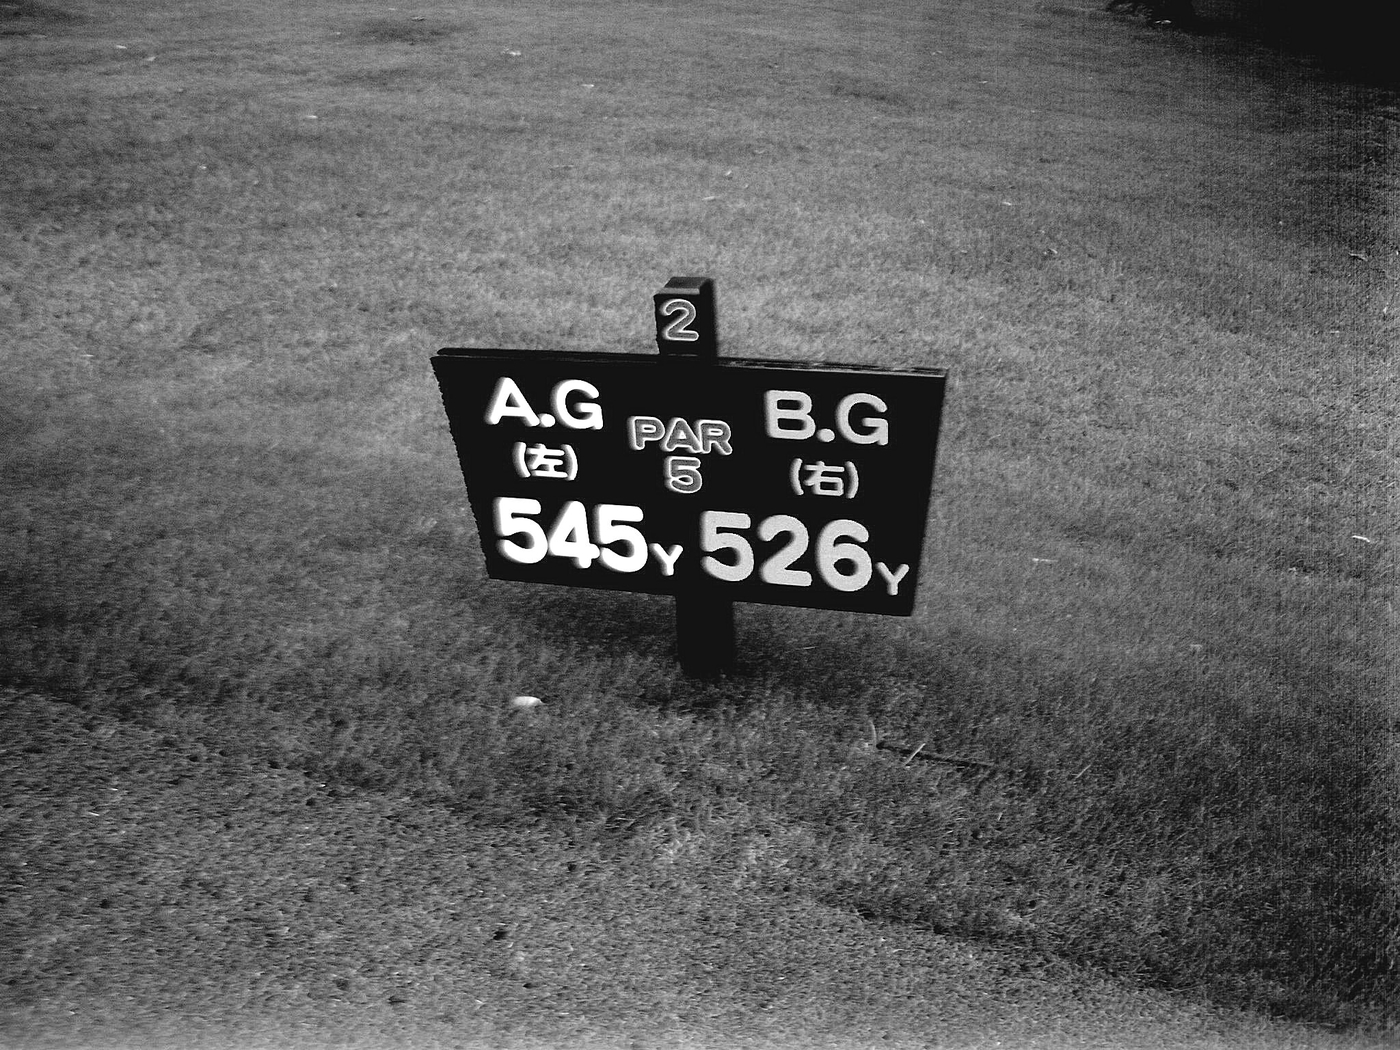 2
A.G PAR B.G
(左) 5 (右)
545Y 526Y